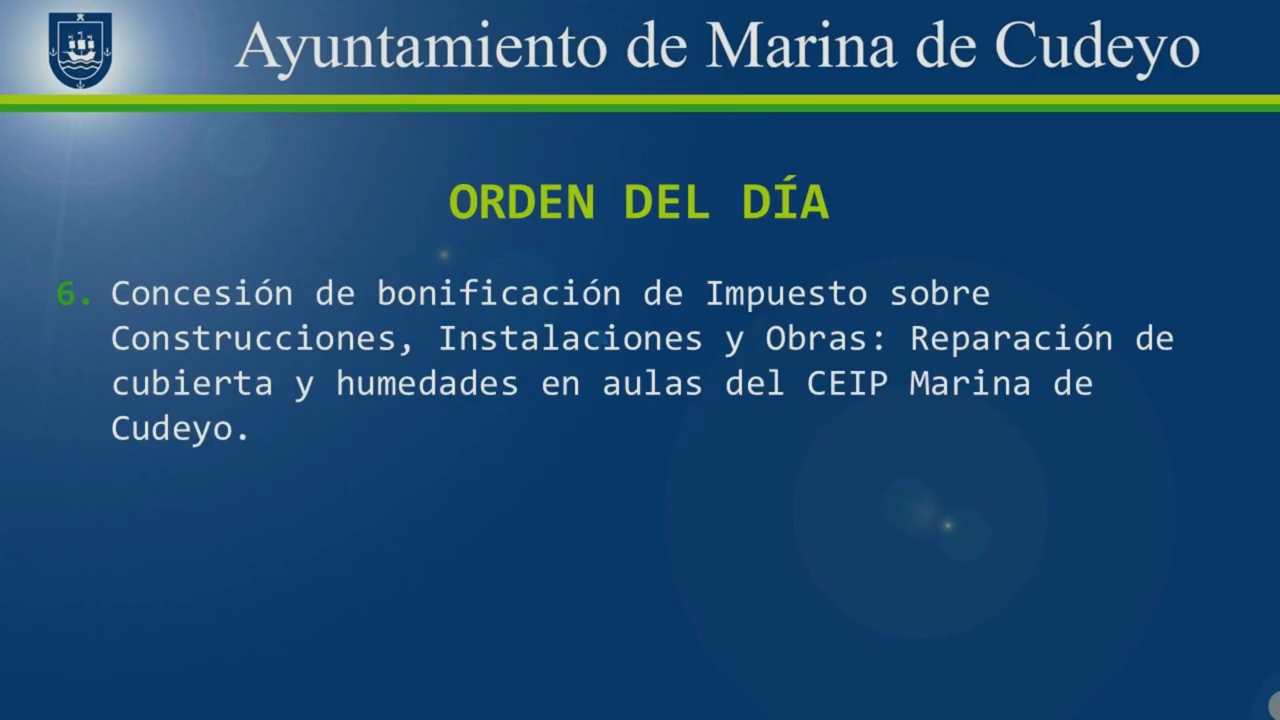 Ayuntamiento de Marina de Cudeyo
ORDEN DEL DÍA
6. Concesión de bonificación de Impuesto sobre
Construcciones, Instalaciones y Obras: Reparación de
cubierta y humedades en aulas del CEIP Marina de
Cudeyo.